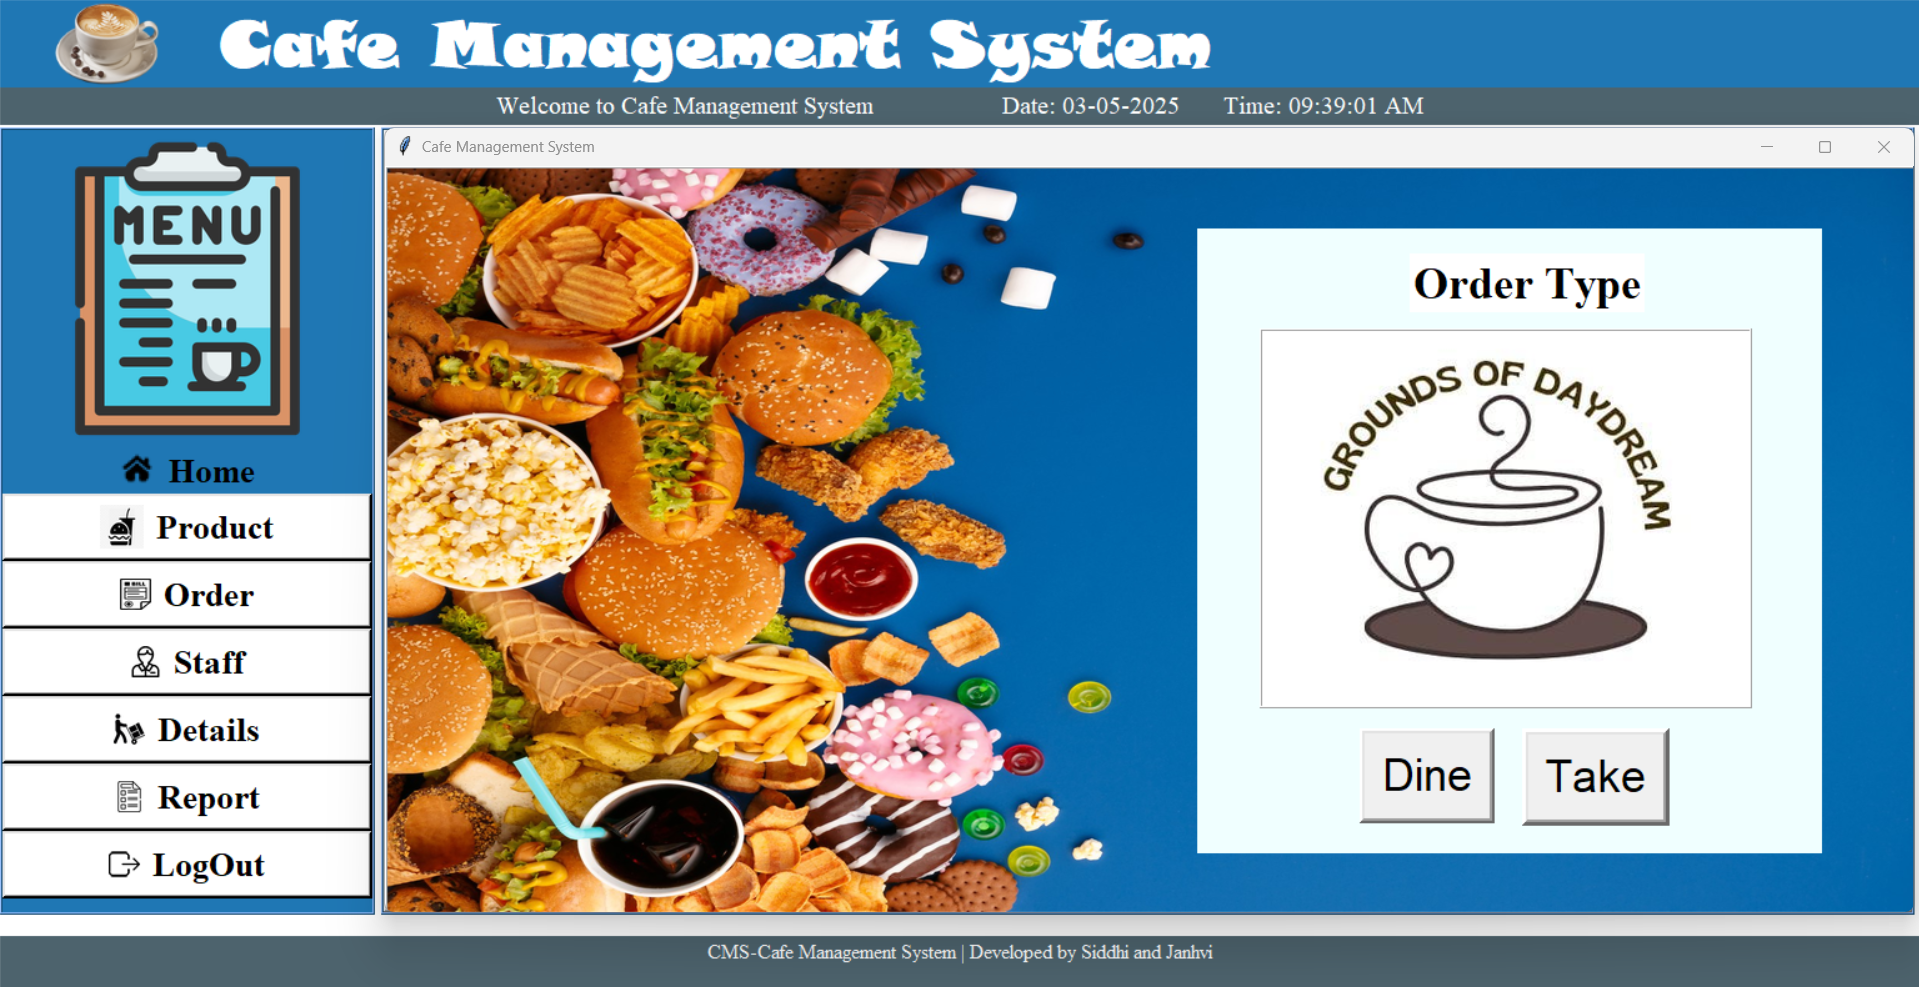 Cafe Management System
Welcome to Cafe Management System Date: 03-05-2025 Time: 09:39:01 AM
MENU
Home
Product
BILL
Order
Staff
Details
Report
LogOut
Cafe Management System
Order Type
GROUNDS OF DAYDREAM
Dine Take
CMS-Cafe Management System | Developed by Siddhi and Janhvi